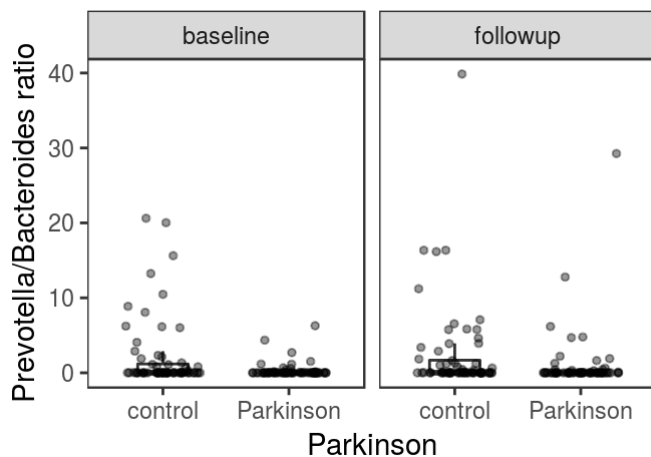 baseline followup
Prevotella/Bacteroides ratio
40
30
20
10
0
control Parkinson control Parkinson
Parkinson